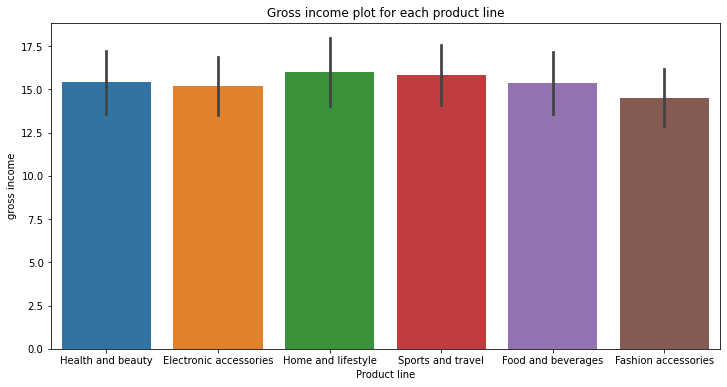 Gross income plot for each product line
gross income
17.5
15.0
12.5
10.0
7.5
5.0
2.5
0.0
Health and beauty Electronic accessories Home and lifestyle Sports and travel Food and beverages Fashion accessories
Product line